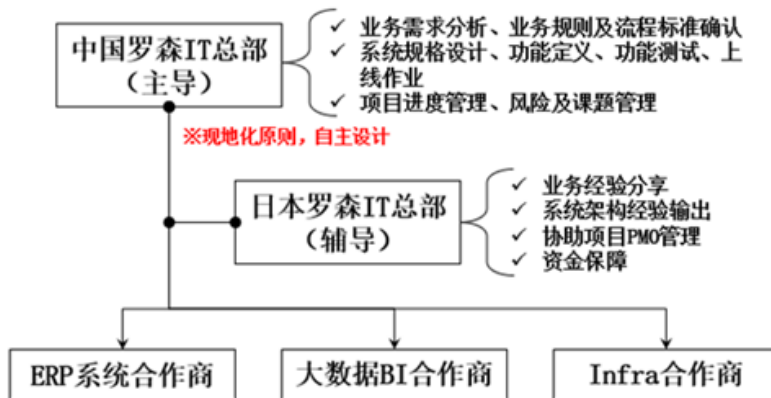 中国罗森IT总部
（主导）
✓ 业务需求分析、业务规则及流程标准确认
✓ 系统规格设计、功能定义、功能测试、上
线作业
✓ 项目进度管理、风险及课题管理
※现地化原则，自主设计
日本罗森IT总部
（辅导）
✓ 业务经验分享
✓ 系统架构经验输出
✓ 协助项目PMO管理
✓ 资金保障
ERP系统合作商
大数据BI合作商
Infra合作商